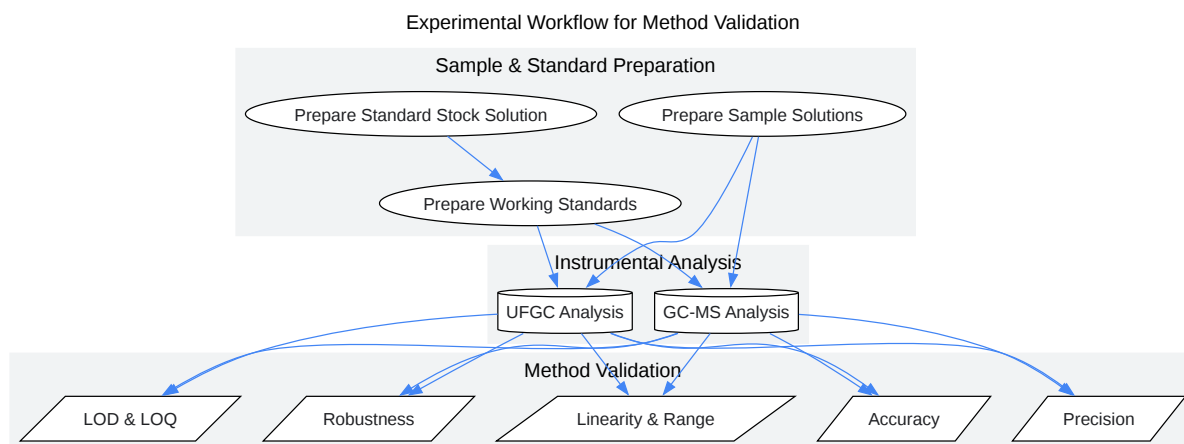 Experimental Workflow for Method Validation
Sample & Standard Preparation
Prepare Standard Stock Solution
Prepare Sample Solutions
Prepare Working Standards
Instrumental Analysis
UFGC Analysis
GC-MS Analysis
Method Validation
LOD & LOQ
Robustness
Linearity & Range
Accuracy
Precision